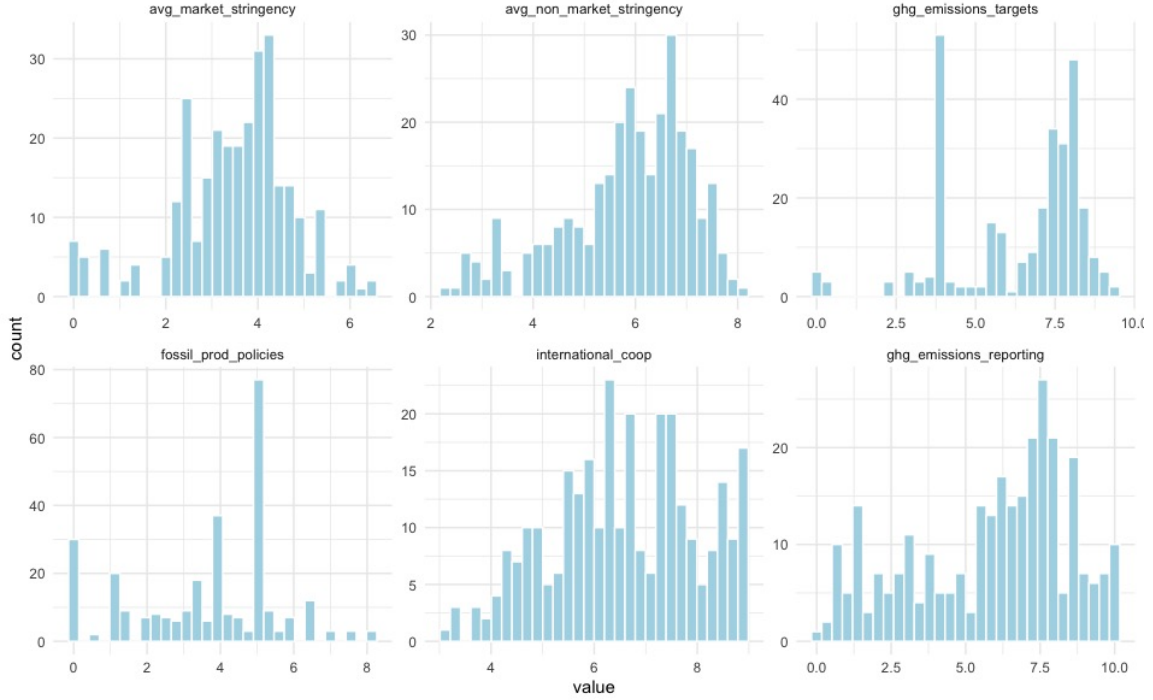 avg_market_stringency avg_non_market_stringency ghg_emissions_targets
30
20
10
0
0 2 4 6
30
20
10
0
2 4 6 8
40
20
0
0.0 2.5 5.0 7.5 10.0
count
fossil_prod_policies international_coop ghg_emissions_reporting
80
60
40
20
0
0 2 4 6 8
20
15
10
5
0
4 6 8
20
10
0
0.0 2.5 5.0 7.5 10.0
value